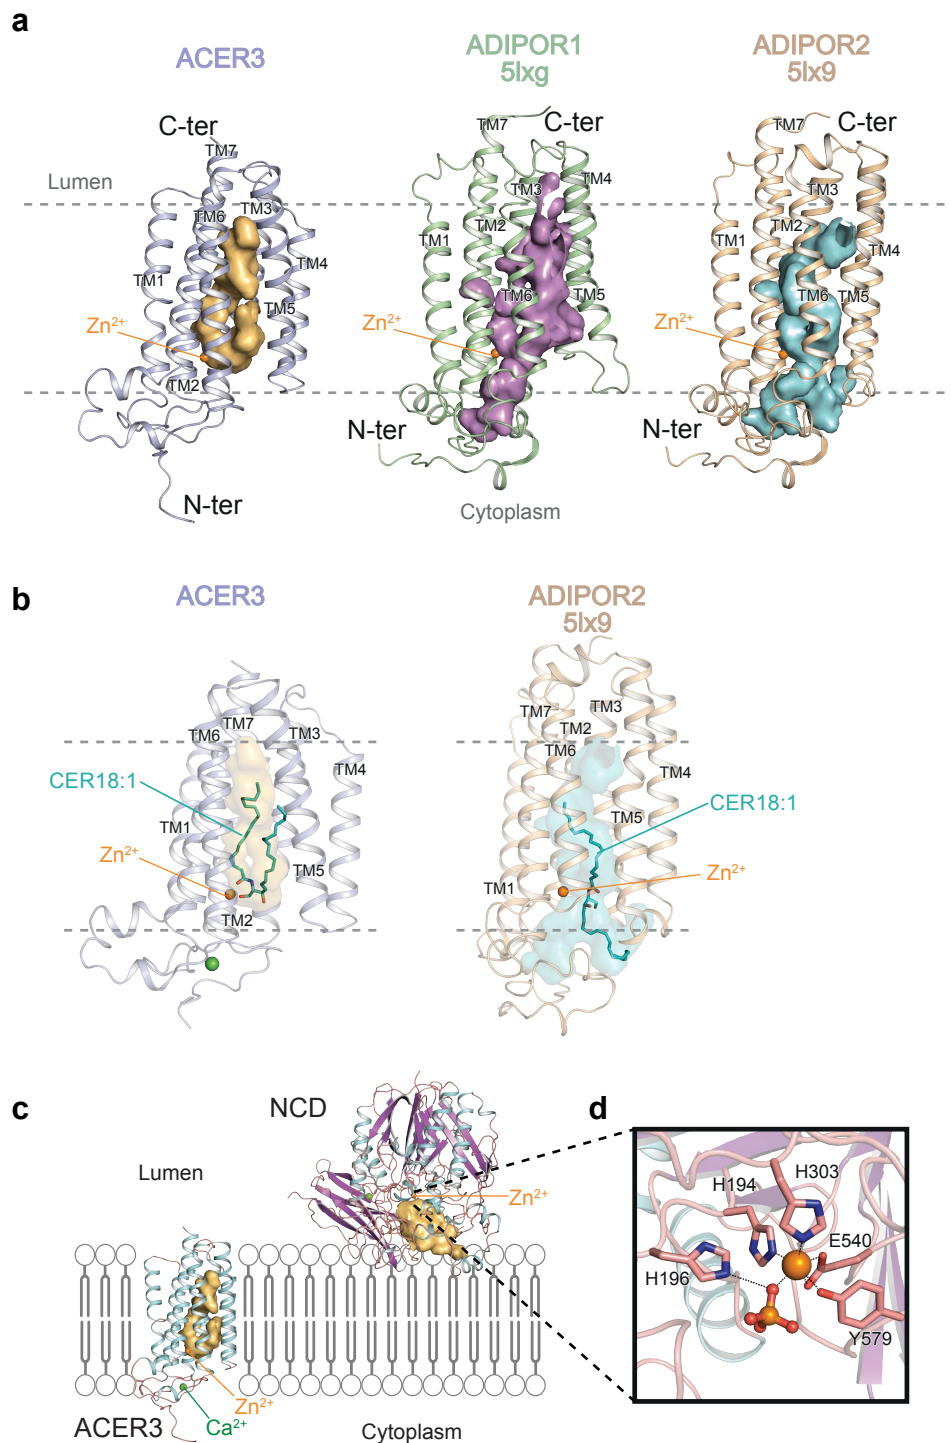 a
ACER3
ADIPOR1
5lxg
ADIPOR2
5lx9
C-ter
TM7
Lumen
TM3
TM6
TM1
TM4
TM5
Zn²⁺
TM2
N-ter
TM7
C-ter
TM4
TM3
TM2
TM1
TM6
TM5
Zn²⁺
N-ter
Cytoplasm
TM7
C-ter
TM3
TM2
TM1
TM4
TM6
TM5
Zn²⁺
N-ter
b
ACER3
ADIPOR2
5lx9
TM7
TM6
TM3
TM4
CER18:1
TM1
Zn²⁺
TM5
TM2
TM7
TM3
TM2
TM6
TM4
CER18:1
TM5
Zn²⁺
TM1
c
NCD
Lumen
Zn²⁺
Zn²⁺
ACER3
Ca²⁺
Cytoplasm
d
H303
H194
E540
H196
Y579